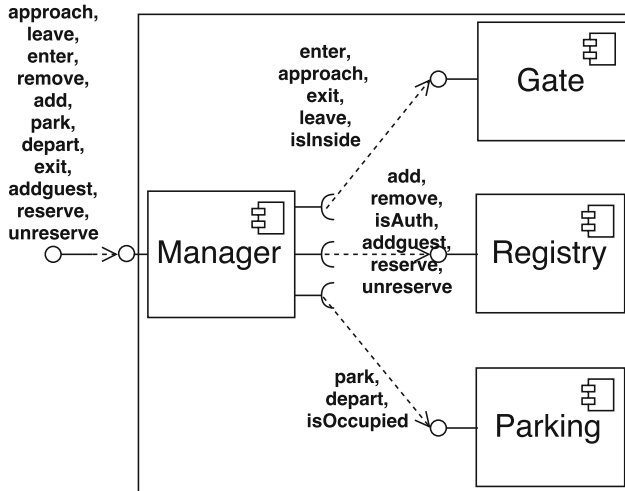 approach,
leave,
enter,
remove,
add,
park,
depart,
exit,
addguest,
reserve,
unreserve
enter,
approach,
exit,
leave,
isInside
Gate
Manager
add,
remove,
isAuth,
addguest,
reserve,
unreserve
Registry
park,
depart,
isOccupied
Parking